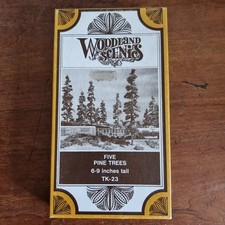 WOODLAND
SCENICS
FIVE
PINE TREES
6-9 inches tall
TK-23